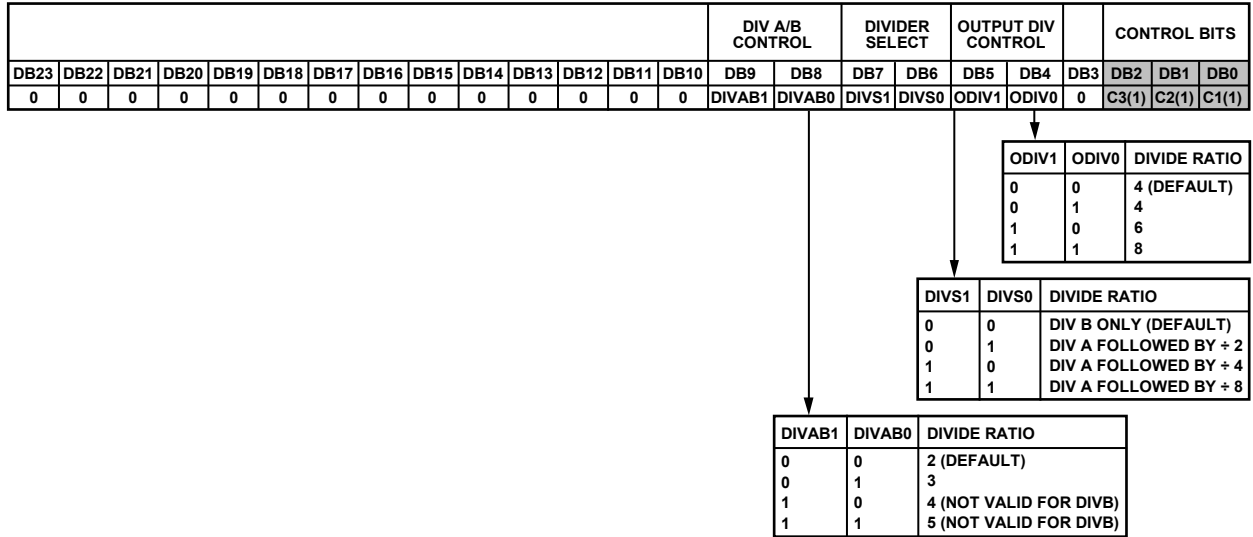 DIV A/B CONTROL DIVIDER SELECT OUTPUT DIV CONTROL CONTROL BITS
DB23 DB22 DB21 DB20 DB19 DB18 DB17 DB16 DB15 DB14 DB13 DB12 DB11 DB10 DB9 DB8 DB7 DB6 DB5 DB4 DB3 DB2 DB1 DB0
0 0 0 0 0 0 0 0 0 0 0 0 0 0 DIVAB1 DIVAB0 DIVS1 DIVS0 ODIV1 ODIV0 0 C3(1) C2(1) C1(1)
ODIV1 ODIV0 DIVIDE RATIO
0 0 4 (DEFAULT)
0 1 4
1 0 6
1 1 8
DIVS1 DIVS0 DIVIDE RATIO
0 0 DIV B ONLY (DEFAULT)
0 1 DIV A FOLLOWED BY ÷ 2
1 0 DIV A FOLLOWED BY ÷ 4
1 1 DIV A FOLLOWED BY ÷ 8
DIVAB1 DIVAB0 DIVIDE RATIO
0 0 2 (DEFAULT)
0 1 3
1 0 4 (NOT VALID FOR DIVB)
1 1 5 (NOT VALID FOR DIVB)